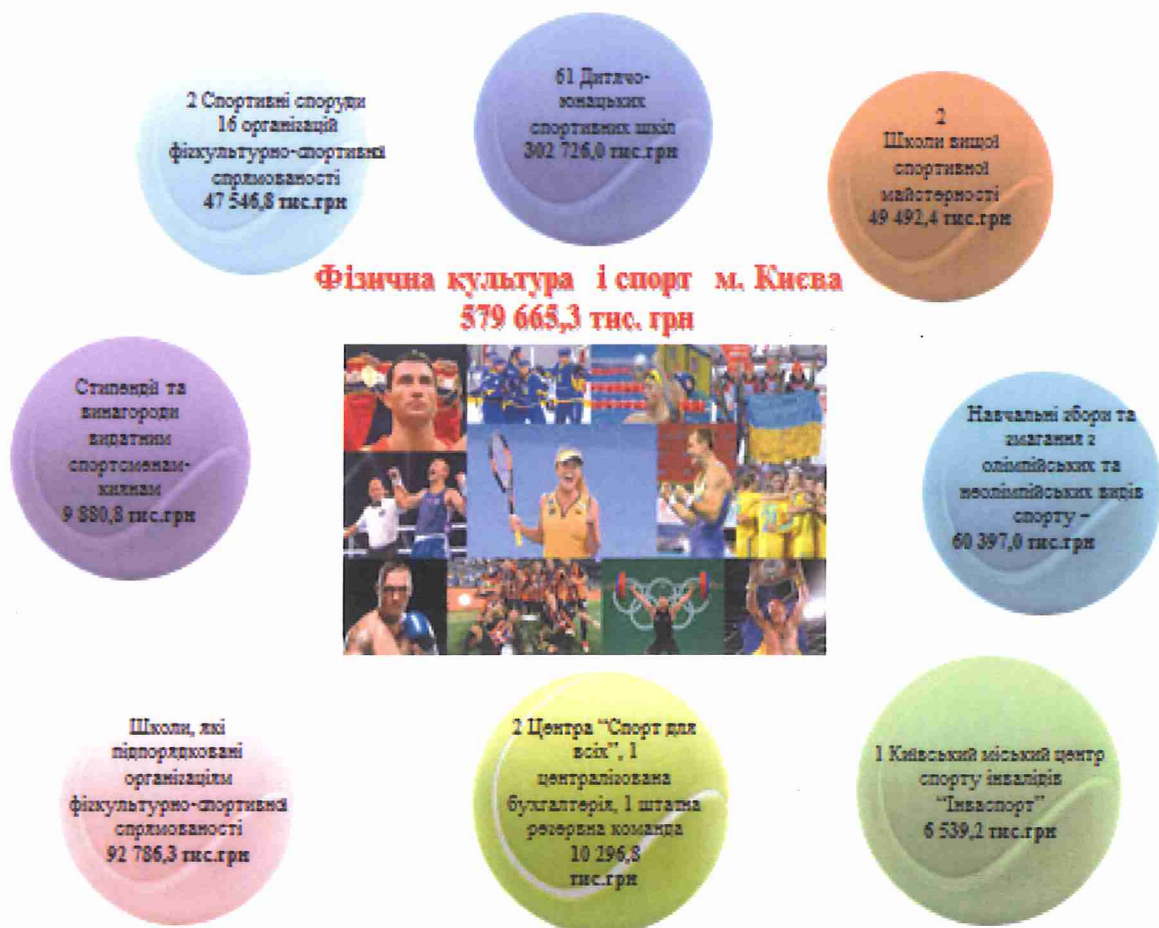 2 Спортивні споруди
16 організацій
фізкультурно-спортивної
спрямованості
47 546,8 тис.грн
61 Дитячо-
юнацьких
спортивних шкіл
302 726,0 тис.грн
2
Школи вищої
спортивної
майстерності
49 492,4 тис.грн
Фізична культура і спорт м. Києва
579 665,3 тис. грн
Стипендії та
винагороди
видатним
спортсменам-
киянам
9 880,8 тис.грн
Навчальні збори та
змагання з
олімпійських та
неолімпійських видів
спорту –
60 397,0 тис.грн
Школи, які
підпорядковані
організаціям
фізкультурно-спортивної
спрямованості
92 786,3 тис.грн
2 Центра “Спорт для
всіх”, 1
централізована
бухгалтерія, 1 штатна
резервна команда
10 296,8
тис.грн
1 Київський міський центр
спорту інвалідів
“Інваспорт”
6 539,2 тис.грн